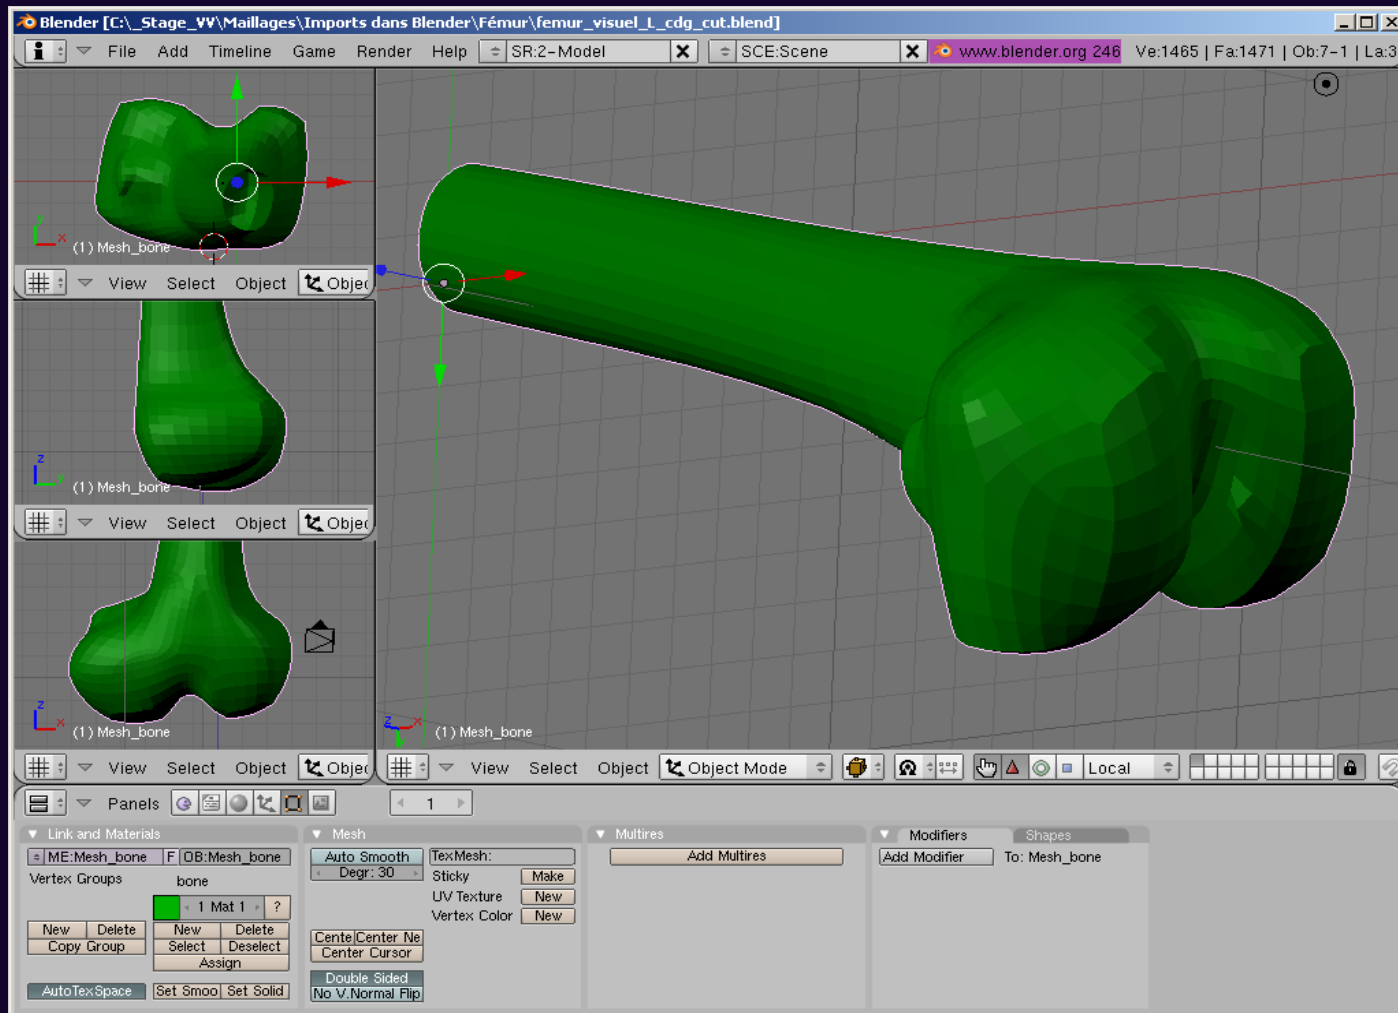 Blender [C:\_Stage_VV\Maillages\Imports dans Blender\Fémur\femur_visuel_L_cdg_cut.blend]
File Add Timeline Game Render Help SR:2-Model SCE:Scene www.blender.org 246 Ve:1465 | Fa:1471 | Ob:7-1 | La:3
y x (1) Mesh_bone
View Select Object Objec
z y (1) Mesh_bone
View Select Object Objec
z x (1) Mesh_bone
z x (1) Mesh_bone
View Select Object Objec
View Select Object Object Mode Local
Panels 1
Link and Materials Mesh Multires Modifiers Shapes
ME:Mesh_bone F OB:Mesh_bone Auto Smooth TexMesh: Add Multires Add Modifier To: Mesh_bone
Vertex Groups bone Degr: 30 Sticky Make
UV Texture New
1 Mat 1 ? Vertex Color New
New Delete New Delete
Copy Group Select Deselect Cente Center Ne
Assign Center Cursor
Double Sided
AutoTexSpace Set Smoo Set Solid No V.Normal Flip